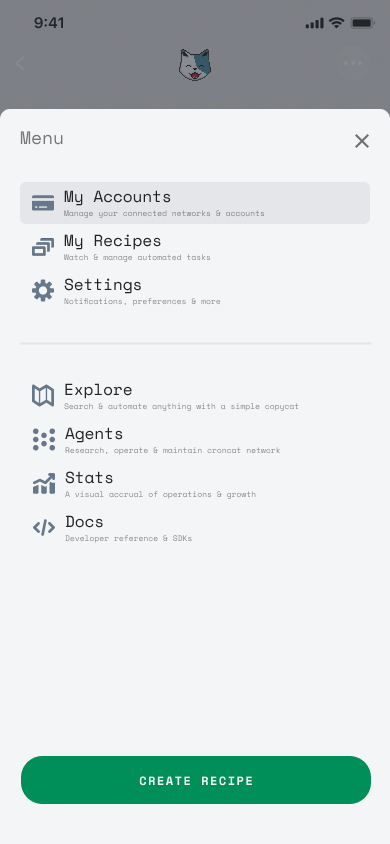 9:41
Menu
My Accounts
Manage your connected networks & accounts
My Recipes
Watch & manage automated tasks
Settings
Notifications, preferences & more
Explore
Search & automate anything with a simple copycat
Agents
Research, operate & maintain croncat network
Stats
A visual accrual of operations & growth
Docs
Developer reference & SDKs
CREATE RECIPE